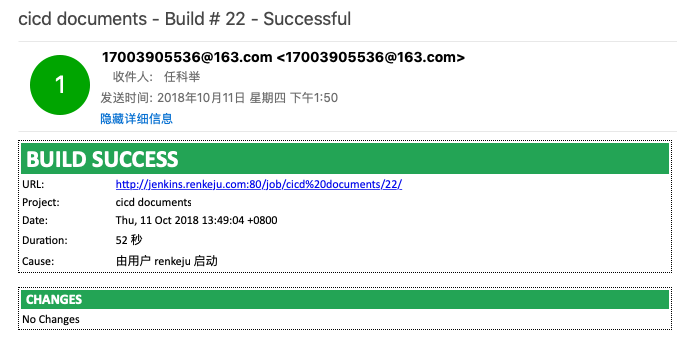 cicd documents - Build # 22 - Successful
1
17003905536@163.com <17003905536@163.com>
收件人: 任科举
发送时间: 2018年10月11日 星期四 下午1:50
隐藏详细信息
BUILD SUCCESS
URL: http://jenkins.renkeju.com:80/job/cicd%20documents/22/
Project: cicd documents
Date: Thu, 11 Oct 2018 13:49:04 +0800
Duration: 52 秒
Cause: 由用户 renkeju 启动
CHANGES
No Changes